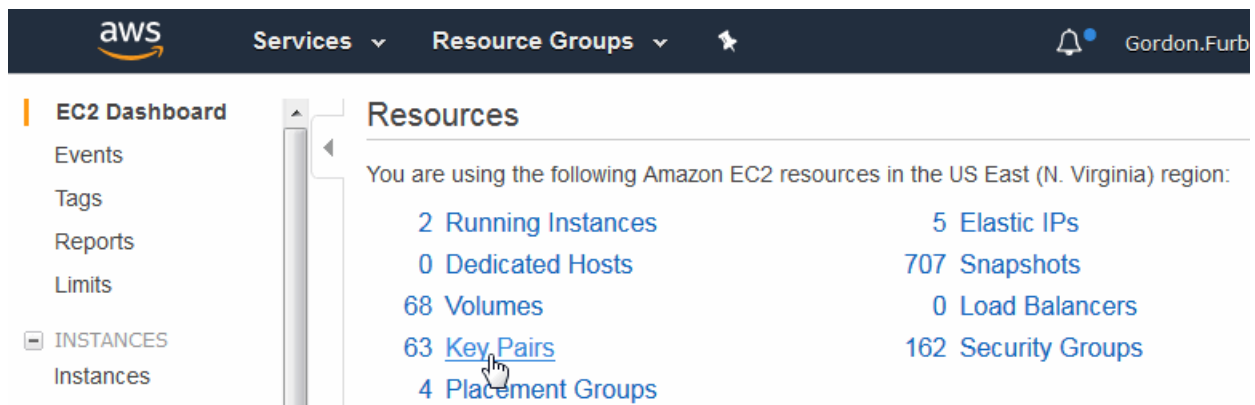 aws Services Resource Groups Gordon.Furb
EC2 Dashboard
Events
Tags
Reports
Limits
INSTANCES
Instances
Resources
You are using the following Amazon EC2 resources in the US East (N. Virginia) region:
2 Running Instances 5 Elastic IPs
0 Dedicated Hosts 707 Snapshots
68 Volumes 0 Load Balancers
63 Key Pairs 162 Security Groups
4 Placement Groups